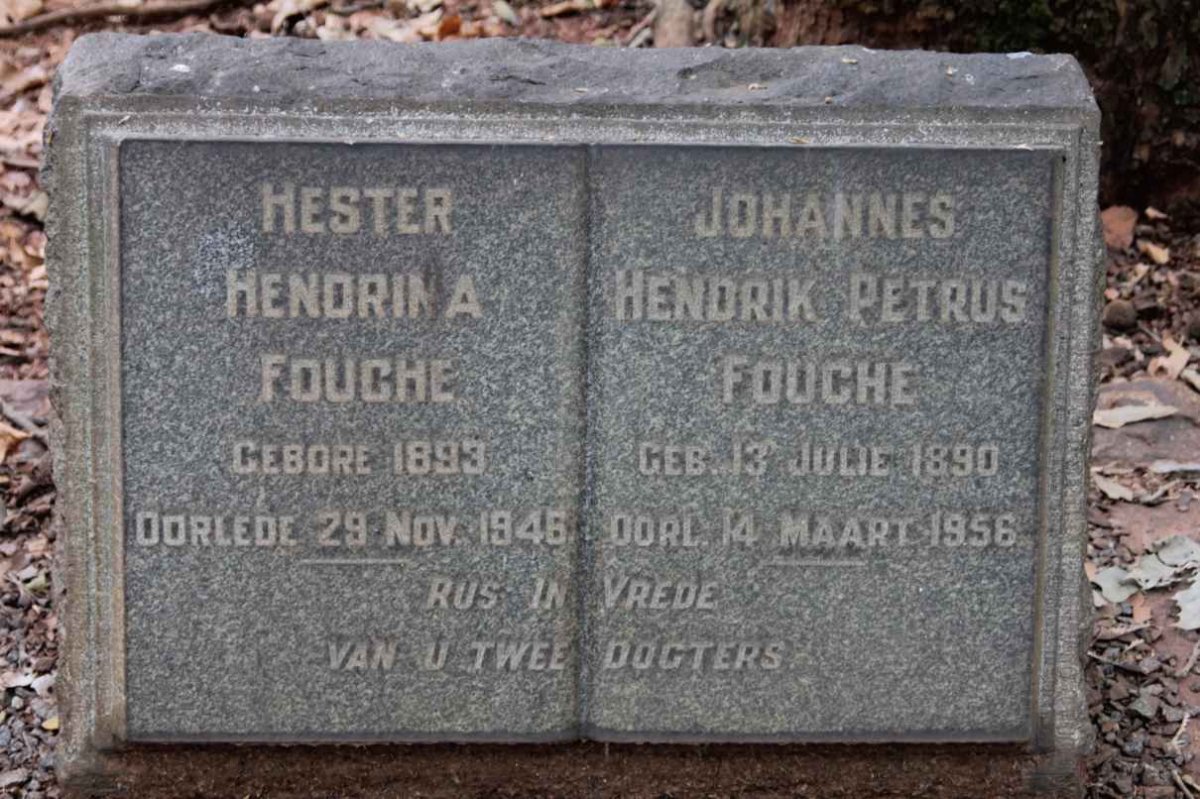 HESTER
HENDRINA
FOUCHE
GEBORE 1893
OORLEDE 29 NOV. 1946
JOHANNES
HENDRIK PETRUS
FOUCHE
GEB. 13 JULIE 1890
OORL. 14 MAART 1956
RUS IN VREDE
VAN U TWEE DOGTERS